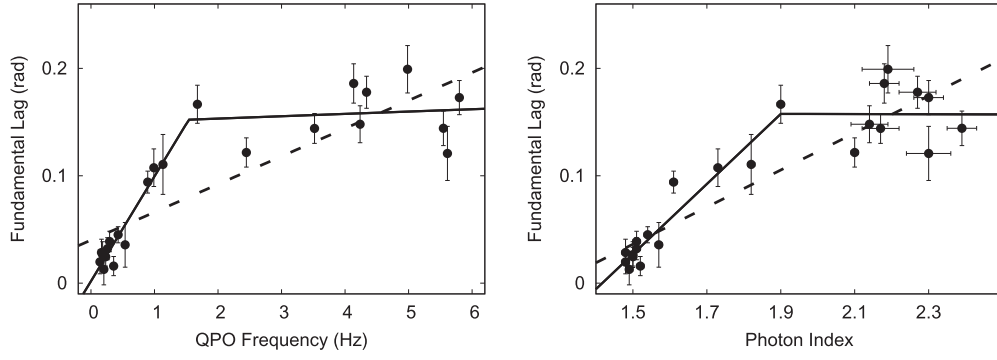 0.2
0.1
0
Fundamental Lag (rad)
0 1 2 3 4 5 6
QPO Frequency (Hz)
0.2
0.1
0
Fundamental Lag (rad)
1.5 1.7 1.9 2.1 2.3
Photon Index